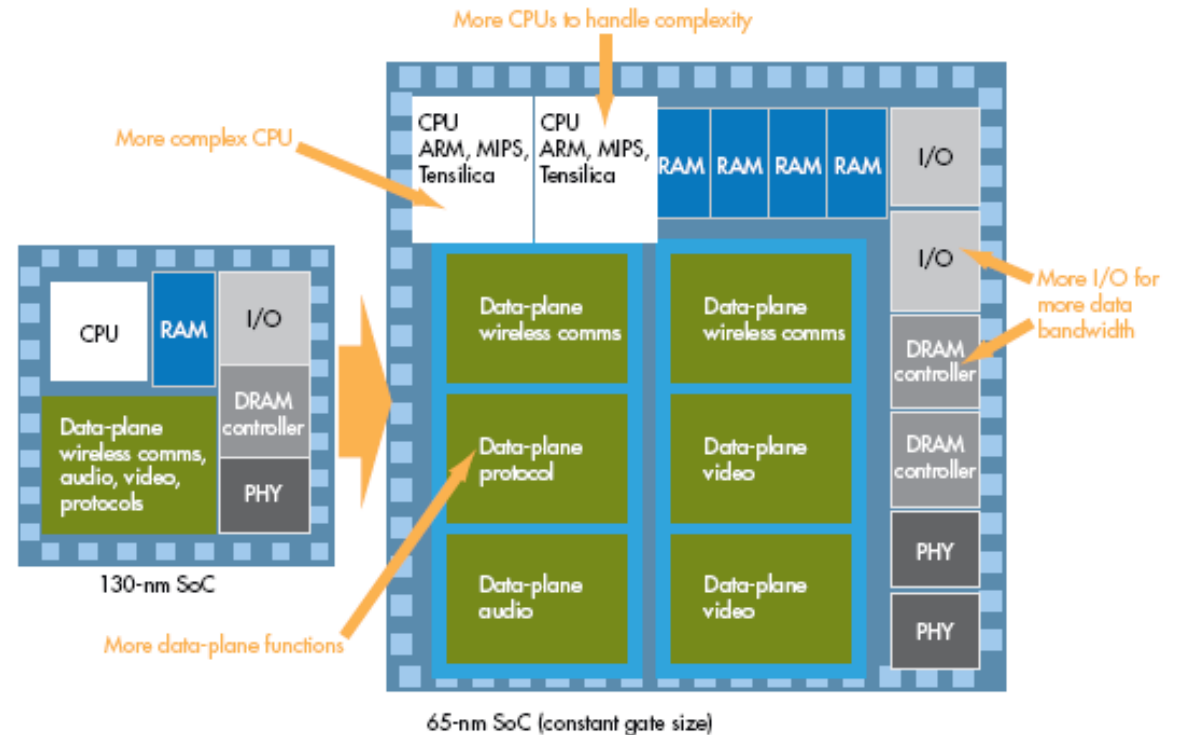 More CPUs to handle complexity
More complex CPU
CPU
ARM, MIPS,
Tensilica
CPU
ARM, MIPS,
Tensilica
RAM
RAM
RAM
RAM
I/O
I/O
More I/O for
more data
bandwidth
CPU
RAM
I/O
DRAM
controller
PHY
Data-plane
wireless comms,
audio, video,
protocols
130-nm SoC
Data-plane
wireless comms
Data-plane
wireless comms
DRAM
controller
Data-plane
protocol
Data-plane
video
DRAM
controller
Data-plane
audio
Data-plane
video
PHY
PHY
More data-plane functions
65-nm SoC (constant gate size)